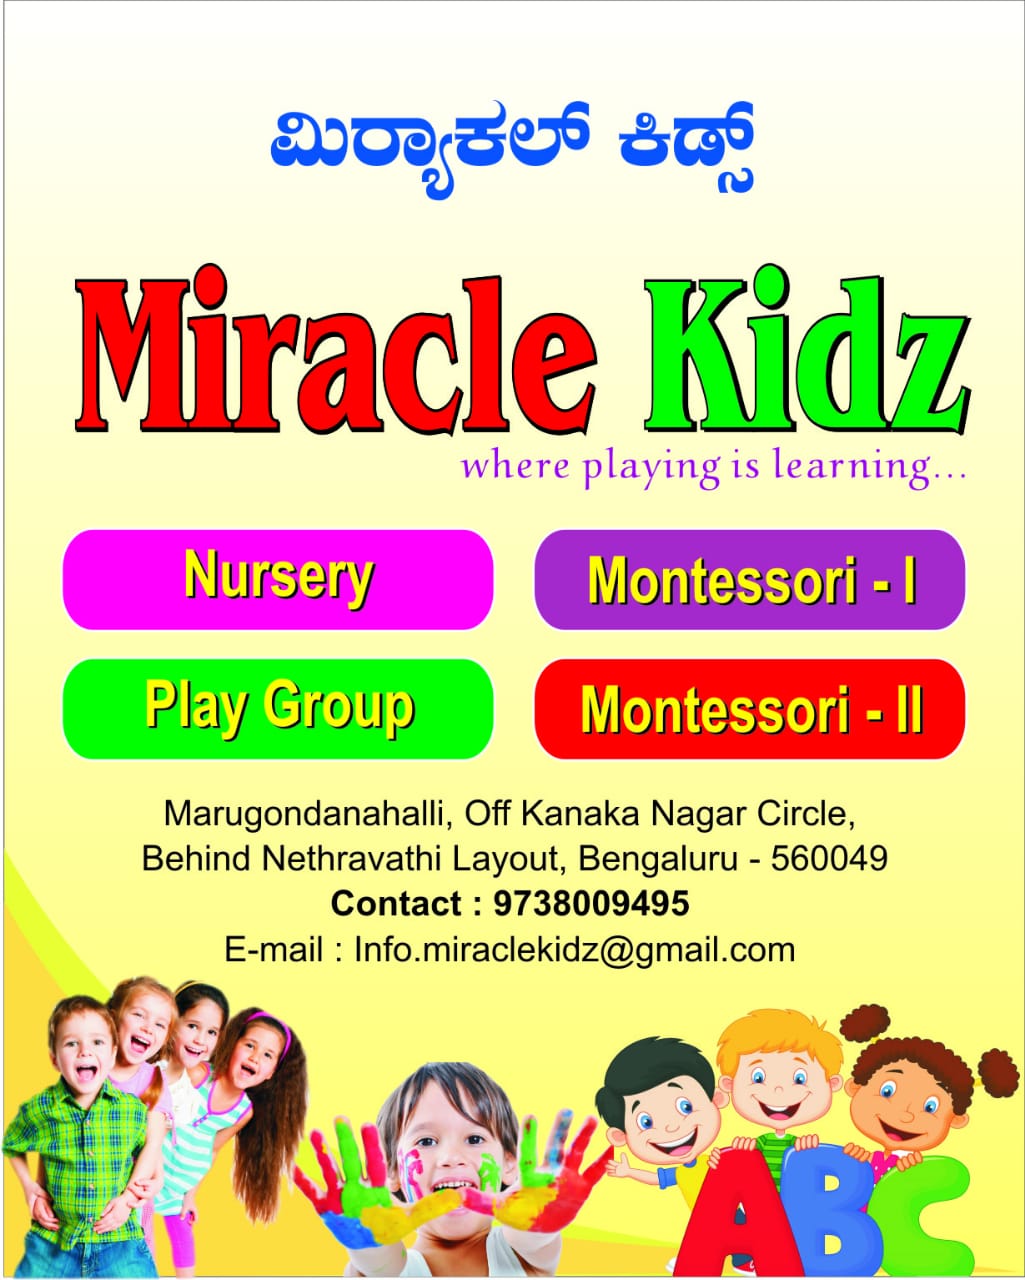 ಮಿರ‍್ಯಾಕಲ್ ಕಿಡ್ಸ್
Miracle Kidz
where playing is learning...
Nursery
Montessori - I
Play Group
Montessori - II
Marugondanahalli, Off Kanaka Nagar Circle,
Behind Nethravathi Layout, Bengaluru - 560049
Contact : 9738009495
E-mail : Info.miraclekidz@gmail.com
ABC